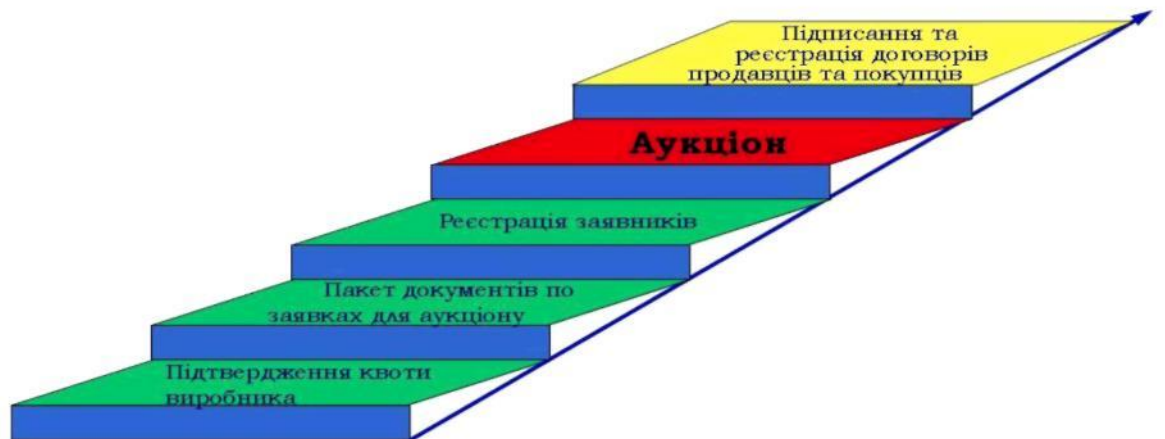 Підписання та
реєстрація договорів
продавців та покупців
Аукціон
Реєстрація заявників
Пакет документів по
заявках для аукціону
Підтвердження квоти
виробника